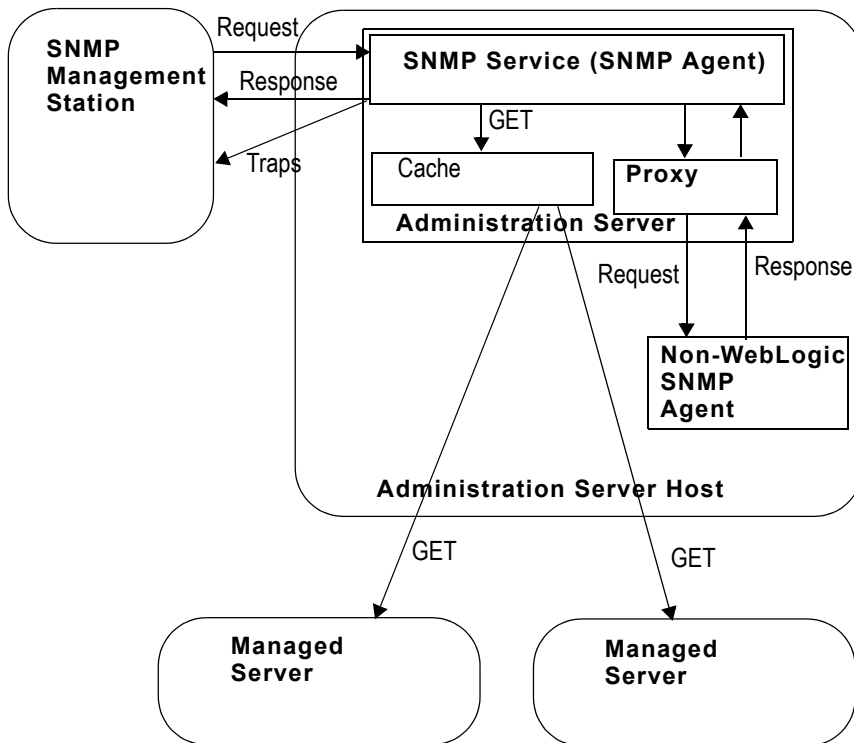 Request
SNMP
Management
Station
SNMP Service (SNMP Agent)
Response
GET
Traps
Cache
Proxy
Administration Server
Request
Response
Non-WebLogic
SNMP
Agent
Administration Server Host
GET
GET
Managed
Server
Managed
Server